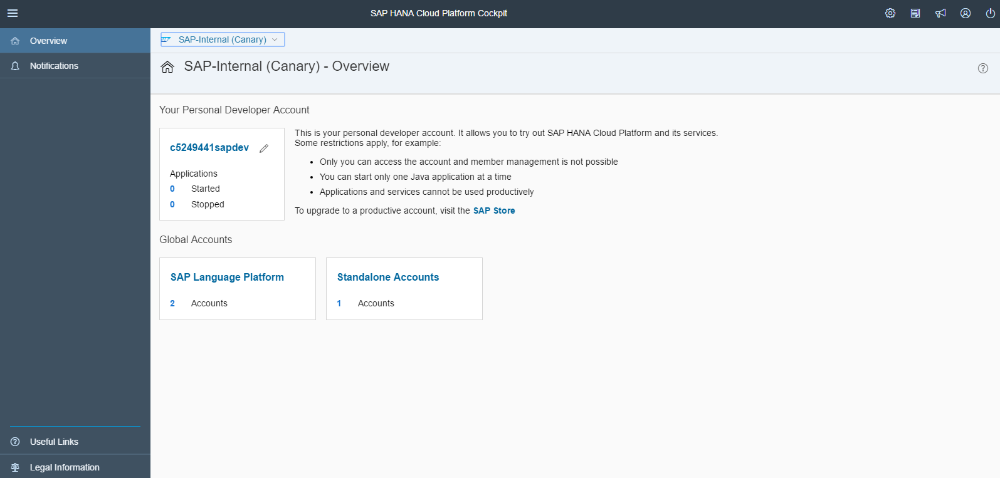 SAP HANA Cloud Platform Cockpit
Overview
Notifications
Useful Links
Legal Information
SAP SAP-Internal (Canary)
SAP-Internal (Canary) - Overview
Your Personal Developer Account
c5249441sapdev
Applications
0 Started
0 Stopped
This is your personal developer account. It allows you to try out SAP HANA Cloud Platform and its services.
Some restrictions apply, for example:
• Only you can access the account and member management is not possible
• You can start only one Java application at a time
• Applications and services cannot be used productively
To upgrade to a productive account, visit the SAP Store
Global Accounts
SAP Language Platform
2 Accounts
Standalone Accounts
1 Accounts